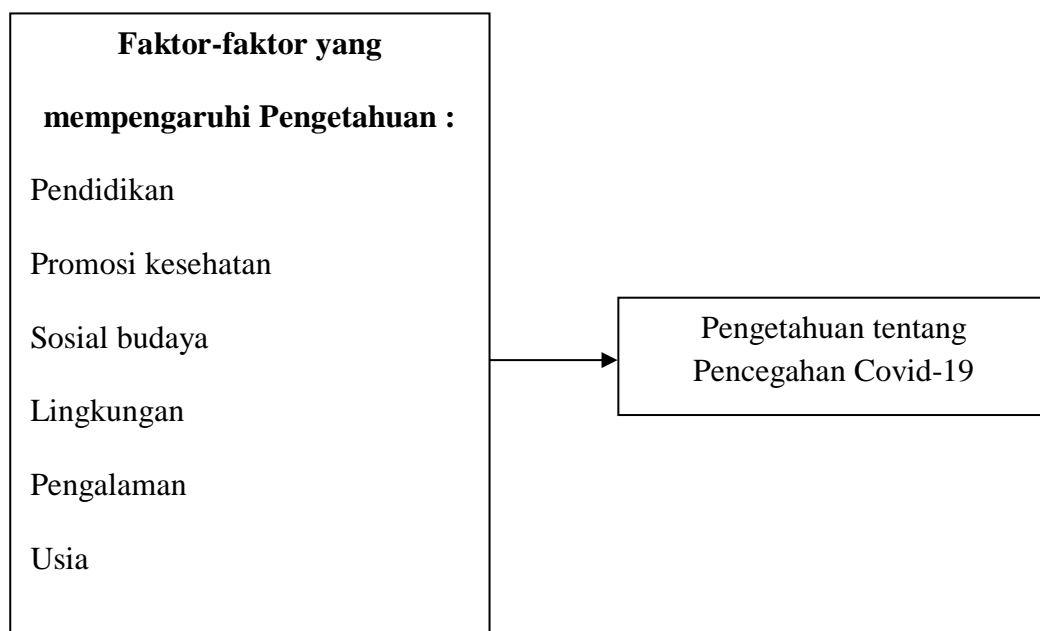 Faktor-faktor yang
mempengaruhi Pengetahuan :
Pendidikan
Promosi kesehatan
Sosial budaya
Lingkungan
Pengalaman
Usia
Pengetahuan tentang
Pencegahan Covid-19